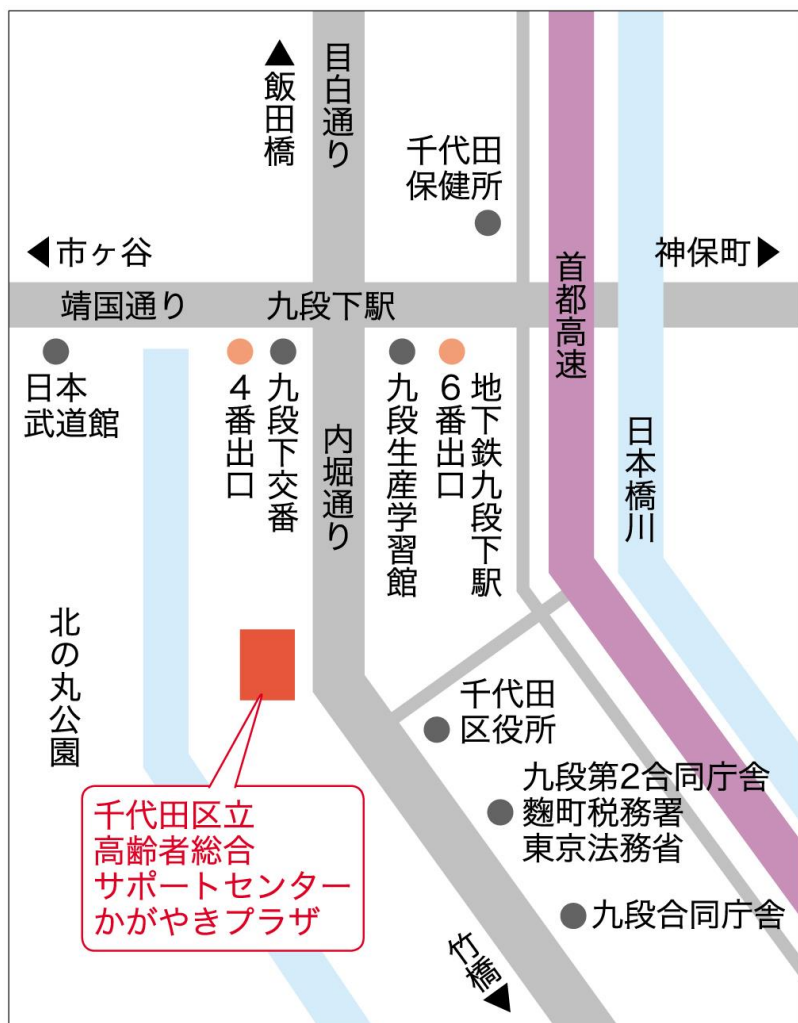 ▲飯田橋
目白通り
千代田
保健所
◀市ヶ谷
神保町▶
靖国通り
九段下駅
首都高速
日本
武道館
4番出口
九段下交番
内堀通り
九段生産学習館
6番出口
地下鉄九段下駅
日本橋川
北の丸公園
千代田
区役所
九段第2合同庁舎
麴町税務署
東京法務省
千代田区立
高齢者総合
サポートセンター
かがやきプラザ
九段合同庁舎
竹橋▼